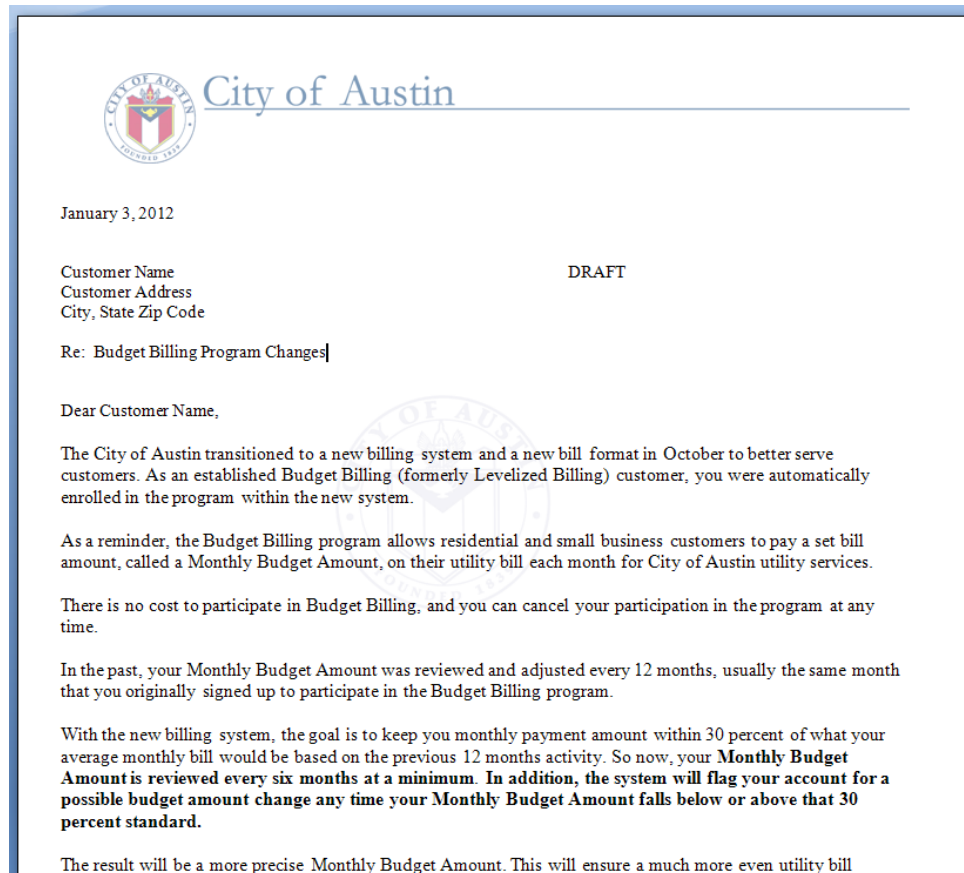 CITY OF AUSTIN
FOUNDED 1839
City of Austin
January 3, 2012
Customer Name
DRAFT
Customer Address
City, State Zip Code
Re: Budget Billing Program Changes
Dear Customer Name,
CITY OF AUSTIN
The City of Austin transitioned to a new billing system and a new bill format in October to better serve
customers. As an established Budget Billing (formerly Levelized Billing) customer, you were automatically
enrolled in the program within the new system.
As a reminder, the Budget Billing program allows residential and small business customers to pay a set bill
amount, called a Monthly Budget Amount, on their utility bill each month for City of Austin utility services.
FOUNDED 1839
There is no cost to participate in Budget Billing, and you can cancel your participation in the program at any
time.
In the past, your Monthly Budget Amount was reviewed and adjusted every 12 months, usually the same month
that you originally signed up to participate in the Budget Billing program.
With the new billing system, the goal is to keep you monthly payment amount within 30 percent of what your
average monthly bill would be based on the previous 12 months activity. So now, your Monthly Budget
Amount is reviewed every six months at a minimum. In addition, the system will flag your account for a
possible budget amount change any time your Monthly Budget Amount falls below or above that 30
percent standard.
The result will be a more precise Monthly Budget Amount. This will ensure a much more even utility bill